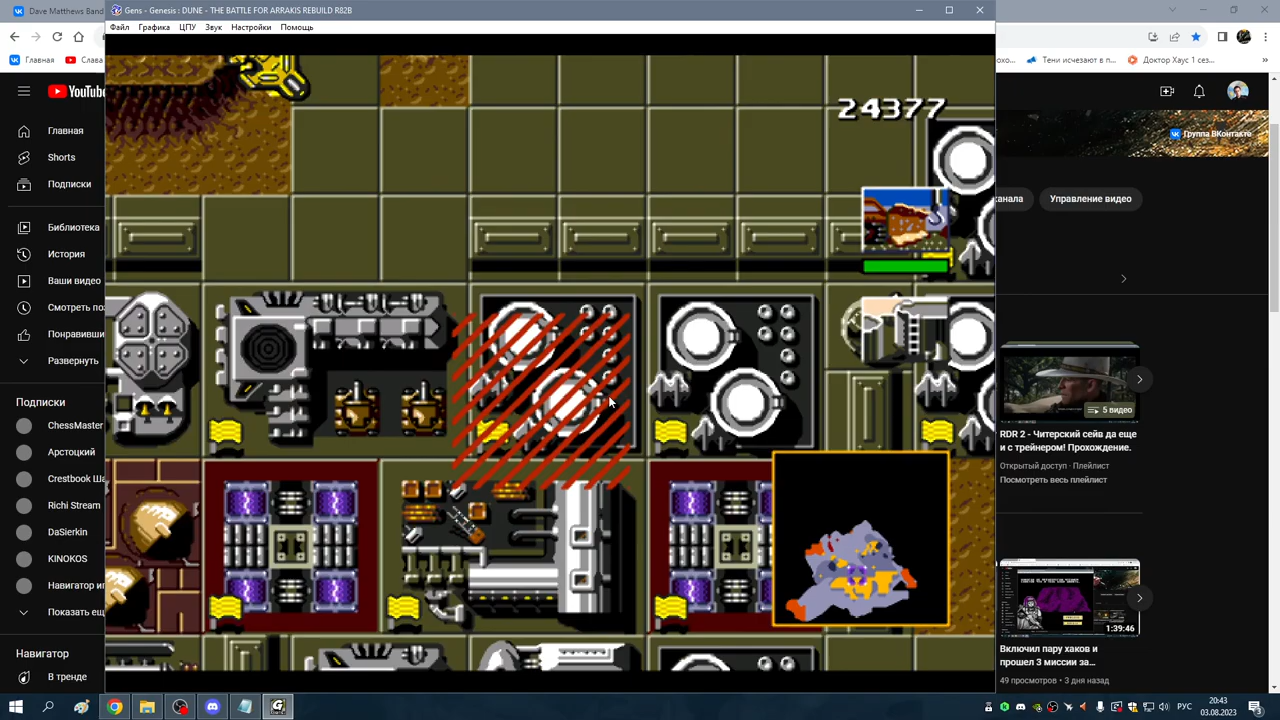 Dave Matthews Band
Gens - Genesis : DUNE - THE BATTLE FOR ARRAKIS REBUILD R82B
Файл Графика ЦПУ Звук Настройки Помощь
Главная
Слава
Тени исчезают в п...
Доктор Хаус 1 сез...
YouTube
Главная
Shorts
Подписки
Библиотека
История
Ваши видео
Смотреть по
Понравивши
Развернуть
Подписки
ChessMaster
Арстоцкий
Crestbook Ша
Iichi Stream
DaSierkin
KINOKOS
Навигатор иг
Показать ещ
Навигатор
В тренде
24377
Группа ВКонтакте
канала
Управление видео
5 видео
RDR 2 - Читерский сейв да еще
и с трейнером! Прохождение.
Открытый доступ · Плейлист
Посмотреть весь плейлист
1:39:46
Включил пару хаков и
прошел 3 миссии за...
49 просмотров • 3 дня назад
РУС
20:43
03.08.2023
3